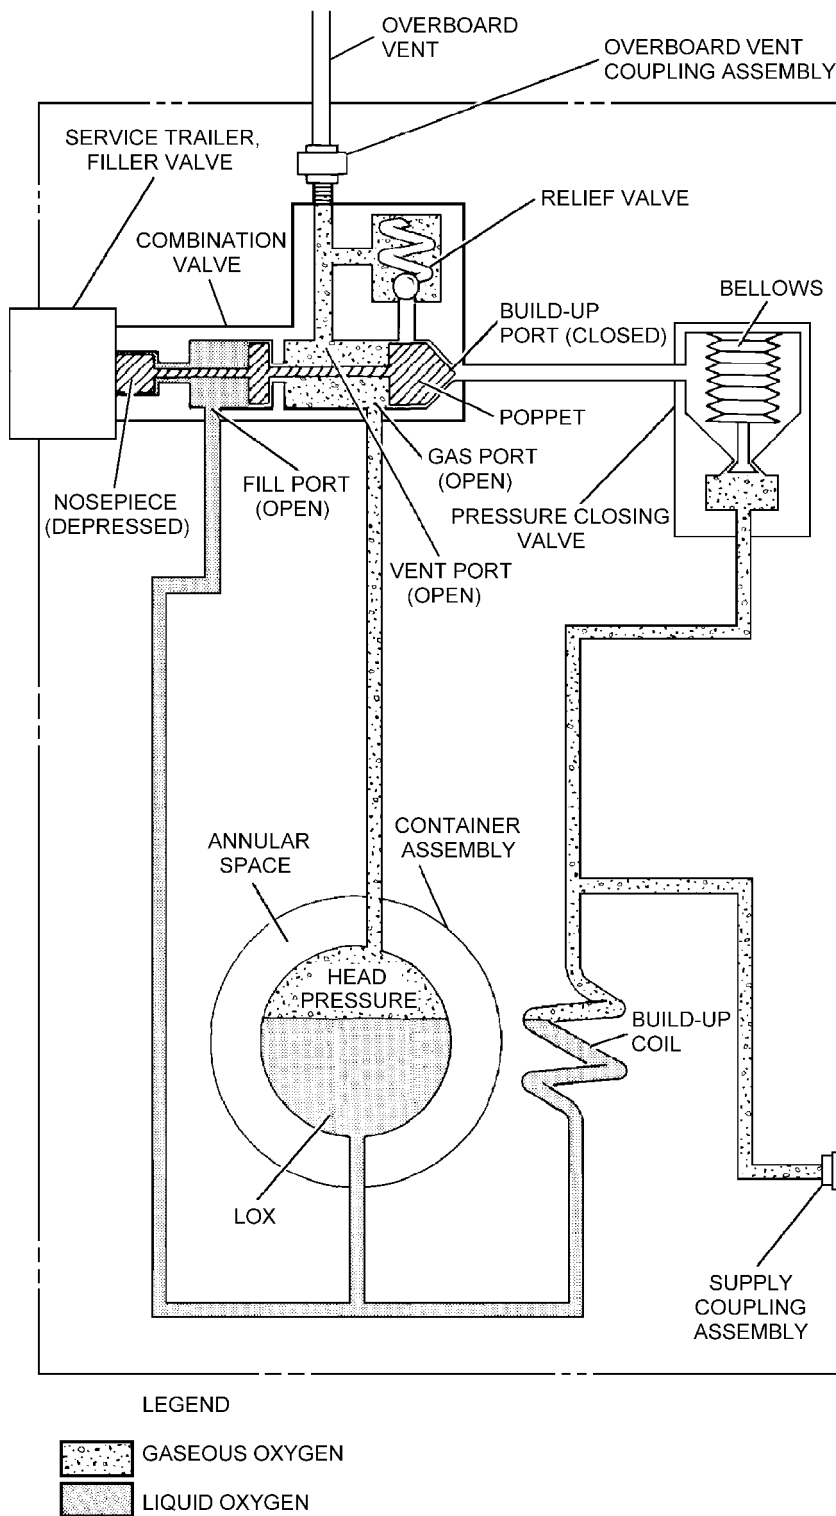 OVERBOARD
VENT
OVERBOARD VENT
COUPLING ASSEMBLY
SERVICE TRAILER,
FILLER VALVE
RELIEF VALVE
COMBINATION
VALVE
BELLOWS
BUILD-UP
PORT (CLOSED)
POPPET
GAS PORT
(OPEN)
NOSEPIECE
(DEPRESSED)
FILL PORT
(OPEN)
PRESSURE CLOSING
VALVE
VENT PORT
(OPEN)
CONTAINER
ASSEMBLY
ANNULAR
SPACE
HEAD
PRESSURE
BUILD-UP
COIL
LOX
SUPPLY
COUPLING
ASSEMBLY
LEGEND
GASEOUS OXYGEN
LIQUID OXYGEN